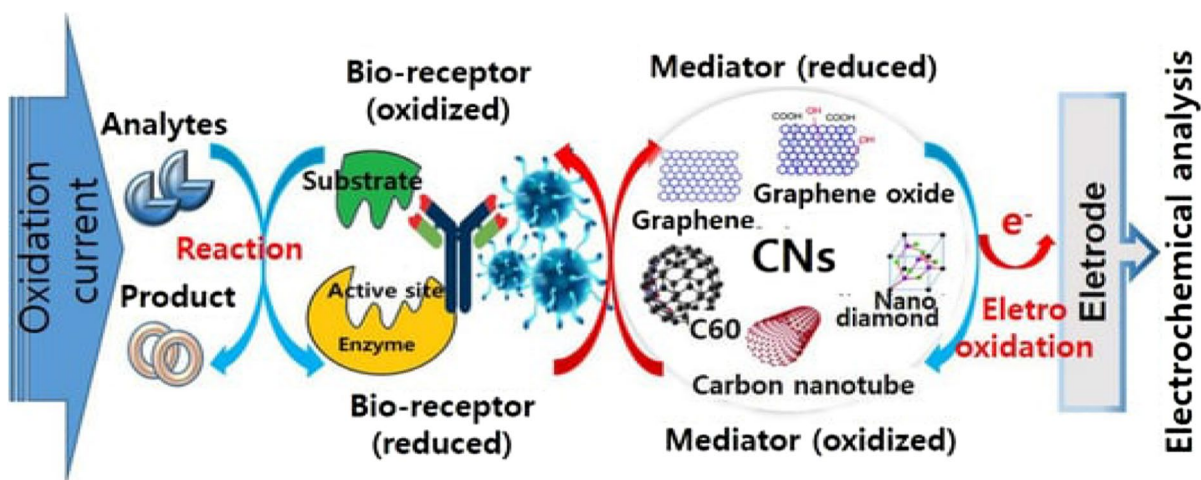 Oxidation
current
Analytes
Reaction
Product
Bio-receptor
(oxidized)
Substrate
Active site
Enzyme
Bio-receptor
(reduced)
Mediator (reduced)
COOH
OH
COOH
OH
Graphene oxide
Graphene
CNs
C60
Nano
diamond
Carbon nanotube
Mediator (oxidized)
e-
Eletro
oxidation
Eletrode
Electrochemical analysis